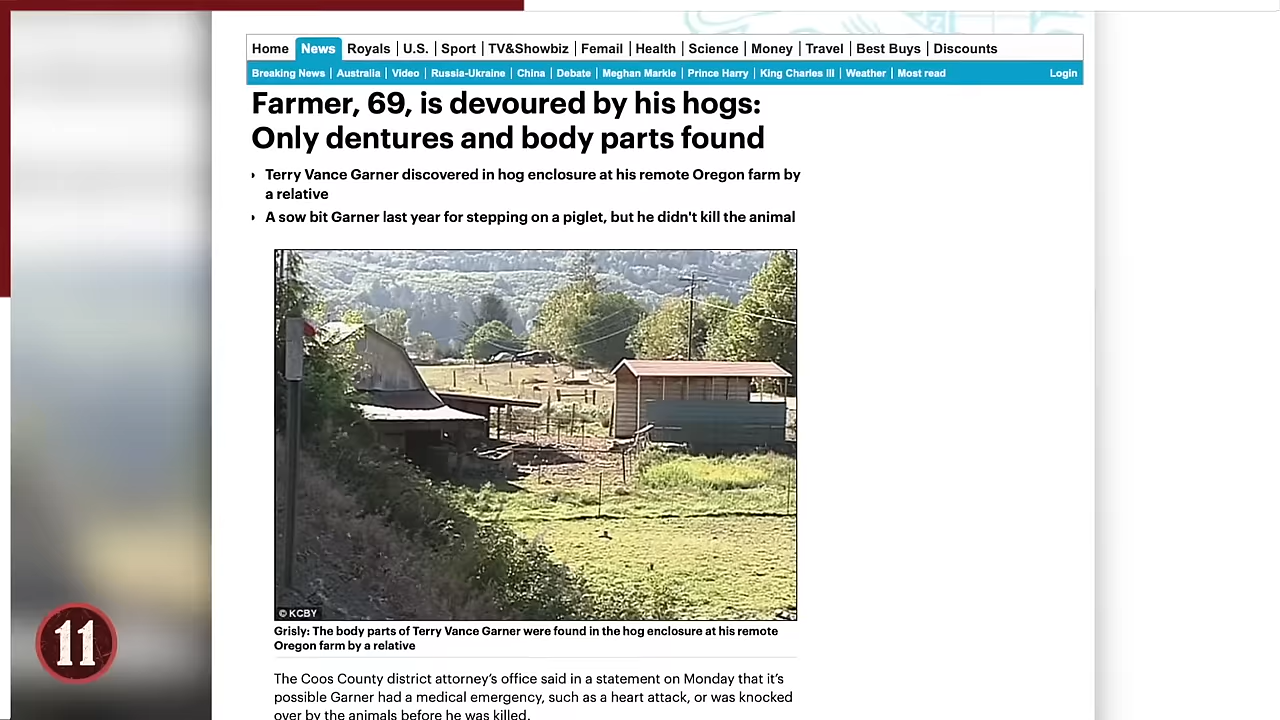 Home News Royals U.S. Sport TV&Showbiz Femail Health Science Money Travel Best Buys Discounts
Breaking News Australia Video Russia-Ukraine China Debate Meghan Markle Prince Harry King Charles III Weather Most read Login
Farmer, 69, is devoured by his hogs:
Only dentures and body parts found
Terry Vance Garner discovered in hog enclosure at his remote Oregon farm by
a relative
A sow bit Garner last year for stepping on a piglet, but he didn't kill the animal
© KCBY
Grisly: The body parts of Terry Vance Garner were found in the hog enclosure at his remote
Oregon farm by a relative
The Coos County district attorney's office said in a statement on Monday that it's
possible Garner had a medical emergency, such as a heart attack, or was knocked
over by the animals before he was killed.
11